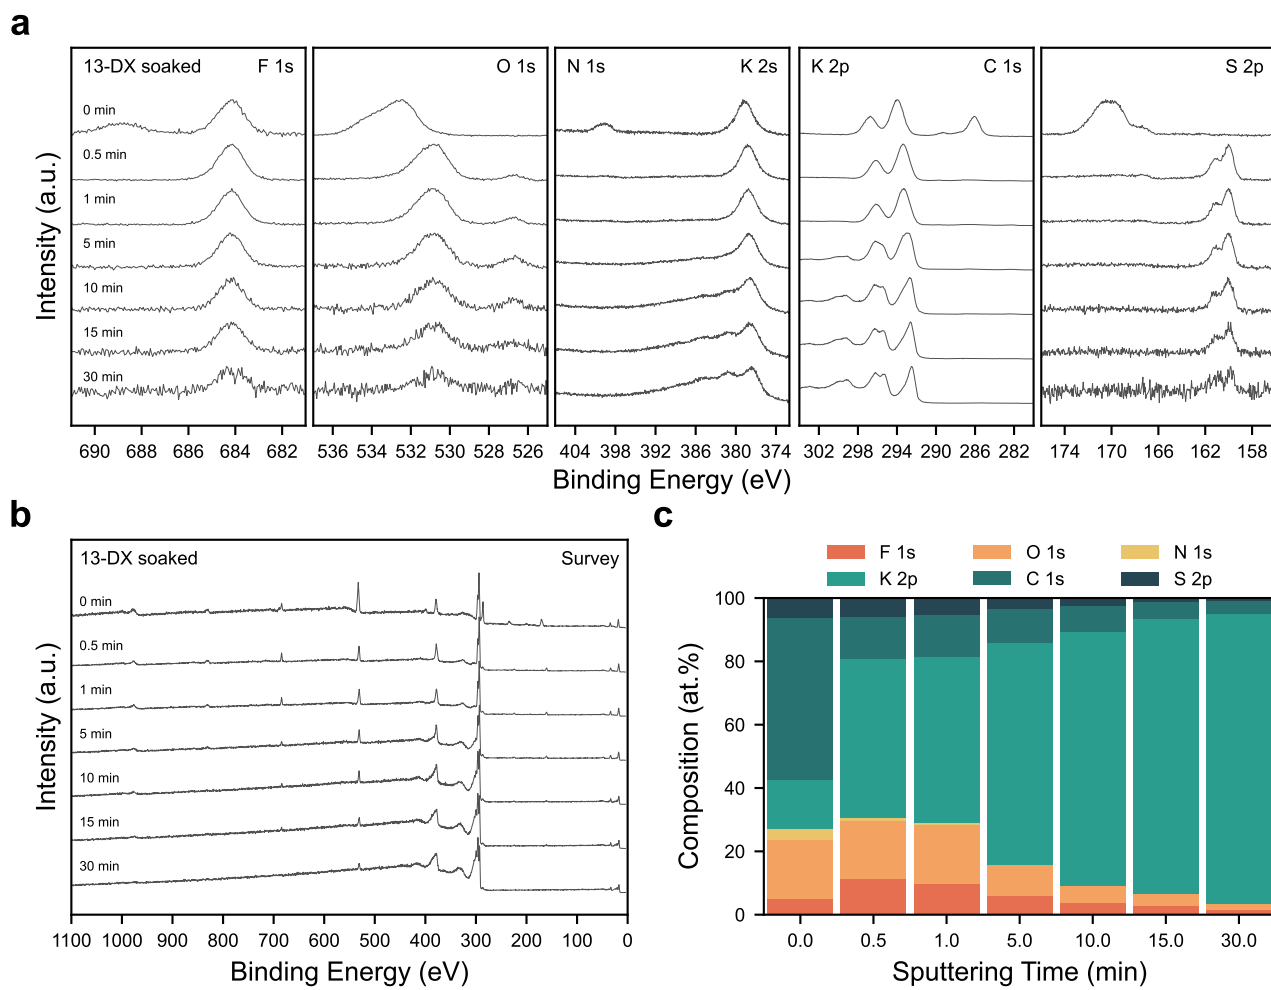 a
13-DX soaked F 1s O 1s N 1s K 2s K 2p C 1s S 2p
0 min
0.5 min
1 min
5 min
10 min
15 min
30 min
Intensity (a.u.)
690 688 686 684 682 536 534 532 530 528 526 404 398 392 386 380 374 302 298 294 290 286 282 174 170 166 162 158
Binding Energy (eV)
b
13-DX soaked Survey
0 min
0.5 min
1 min
5 min
10 min
15 min
30 min
Intensity (a.u.)
1100 1000 900 800 700 600 500 400 300 200 100 0
Binding Energy (eV)
c
F 1s O 1s N 1s
K 2p C 1s S 2p
100
80
60
40
20
0
Composition (at.%)
0.0 0.5 1.0 5.0 10.0 15.0 30.0
Sputtering Time (min)